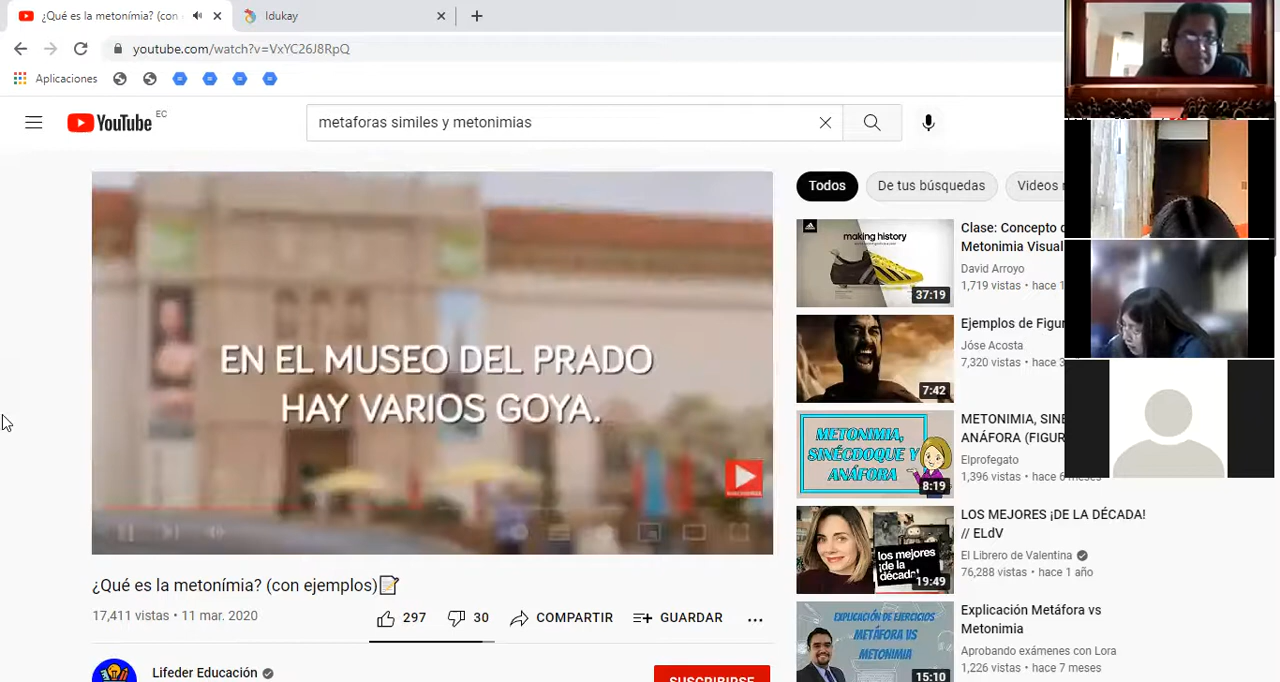 ¿Qué es la metonímia? (con
Idukay
youtube.com/watch?v=VxYC26J8RpQ
Aplicaciones
YouTube EC
metaforas similes y metonimias
EN EL MUSEO DEL PRADO
HAY VARIOS GOYA.
¿Qué es la metonímia? (con ejemplos)
17,411 vistas • 11 mar. 2020
297
30
COMPARTIR
GUARDAR
Lifeder Educación
SUSCRIBIRSE
Todos
De tus búsquedas
Videos
making history
37:19
Clase: Concepto
Metonimia Visual
David Arroyo
1,719 vistas • hace 1
7:42
Ejemplos de Figu
Jóse Acosta
7,320 vistas • hace 3
METONIMIA,
SINÉCDOQUE Y
ANÁFORA
8:19
METONIMIA, SINÉ
ANÁFORA (FIGUR
Elprofegato
1,396 vistas • hace 6 meses
los mejores
¡de la
década!
19:49
LOS MEJORES ¡DE LA DÉCADA!
// ELdV
El Librero de Valentina
76,288 vistas • hace 1 año
EXPLICACIÓN DE EJERCICIOS
METÁFORA VS
METONIMIA
15:10
Explicación Metáfora vs
Metonimia
Aprobando exámenes con Lora
1,226 vistas • hace 7 meses